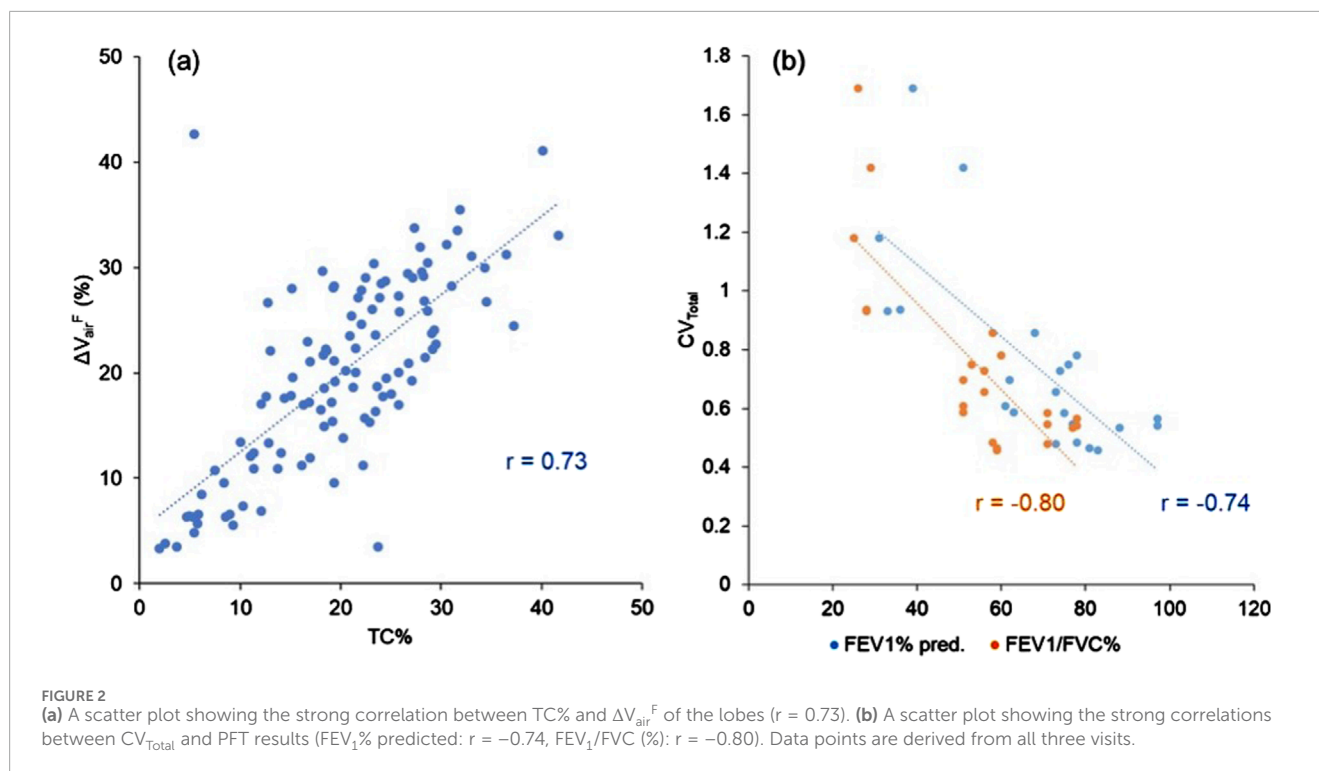 (a)
50
40
30
20
10
0
ΔVairF (%)
r = 0.73
0 10 20 30 40 50
TC%
(b)
1.8
1.6
1.4
1.2
1
0.8
0.6
0.4
0.2
0
CVTotal
r = -0.80
r = -0.74
0 20 40 60 80 100 120
FEV1% pred. FEV1/FVC%
FIGURE 2
(a) A scatter plot showing the strong correlation between TC% and ΔVairF of the lobes (r = 0.73). (b) A scatter plot showing the strong correlations
between CVTotal and PFT results (FEV1% predicted: r = −0.74, FEV1/FVC (%): r = −0.80). Data points are derived from all three visits.